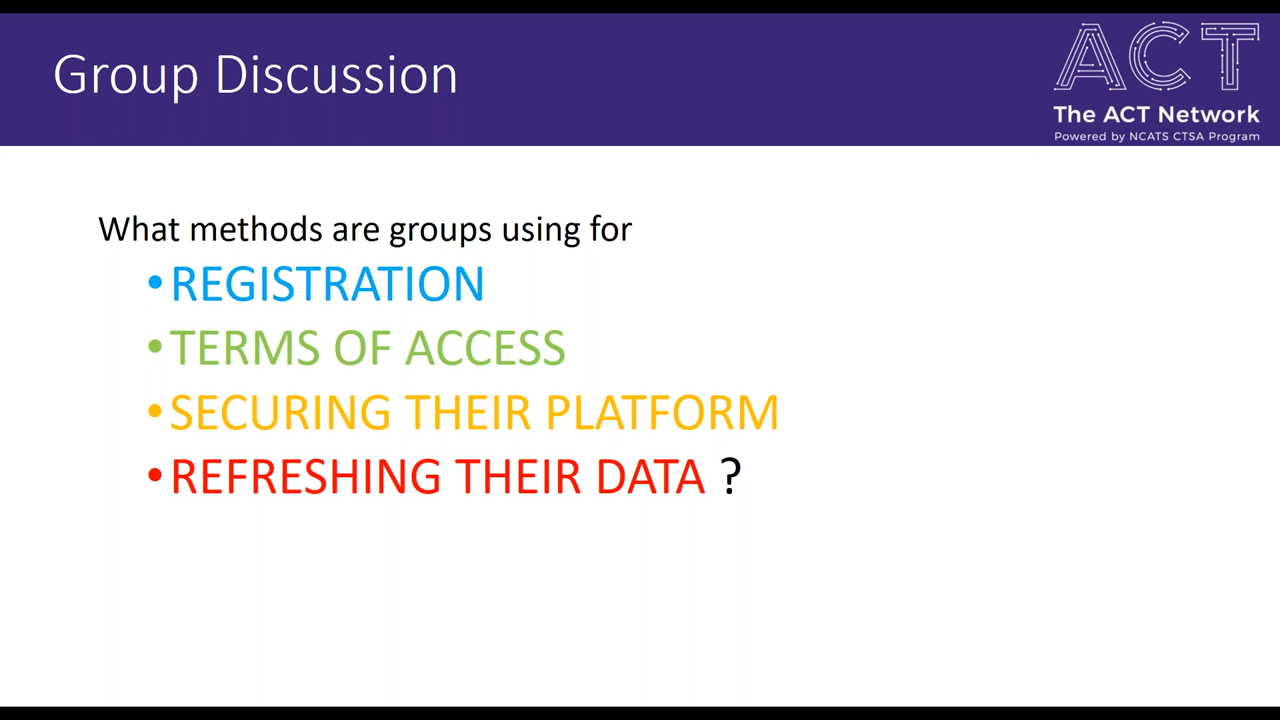 Group Discussion
ACT
The ACT Network
Powered by NCATS CTSA Program
What methods are groups using for
•REGISTRATION
•TERMS OF ACCESS
•SECURING THEIR PLATFORM
•REFRESHING THEIR DATA ?